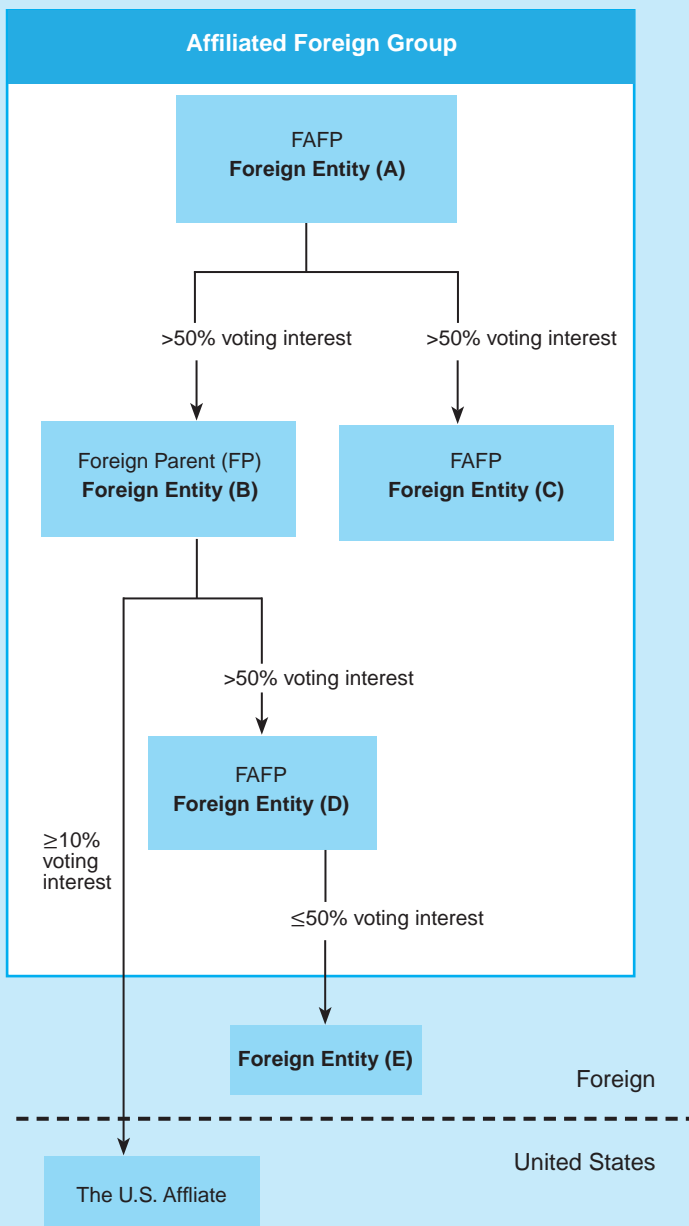 Affiliated Foreign Group
FAFP
Foreign Entity (A)
>50% voting interest
>50% voting interest
Foreign Parent (FP)
Foreign Entity (B)
FAFP
Foreign Entity (C)
>50% voting interest
FAFP
Foreign Entity (D)
≥10%
voting
interest
≤50% voting interest
Foreign Entity (E)
Foreign
United States
The U.S. Affliate